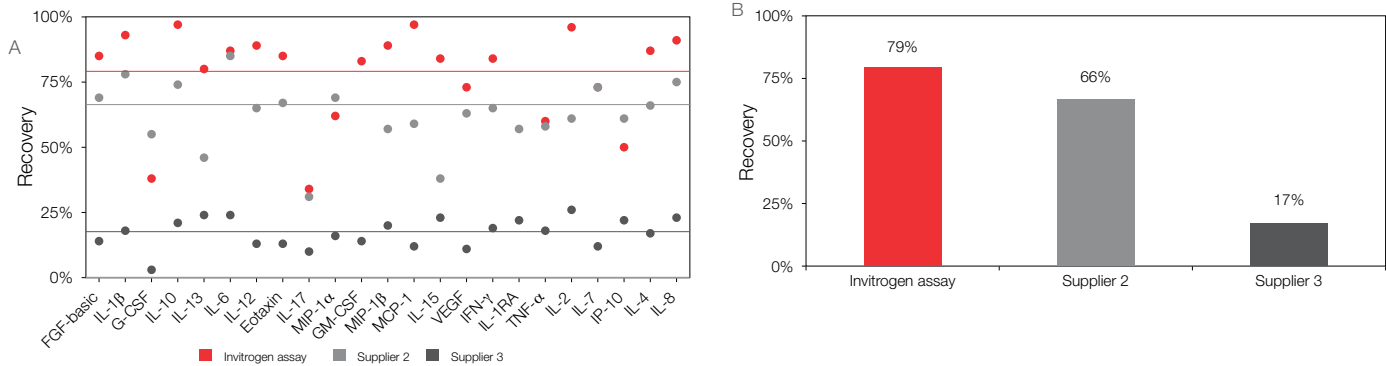 A
Recovery
100%
75%
50%
25%
0%
FGF-basic
IL-1β
G-CSF
IL-10
IL-13
IL-6
IL-12
Eotaxin
IL-17
MIP-1α
GM-CSF
MIP-1β
MCP-1
IL-15
VEGF
IFN-γ
IL-1RA
TNF-α
IL-2
IL-7
IP-10
IL-4
IL-8
Invitrogen assay Supplier 2 Supplier 3
B
Recovery
100%
75%
50%
25%
0%
79%
66%
17%
Invitrogen assay Supplier 2 Supplier 3